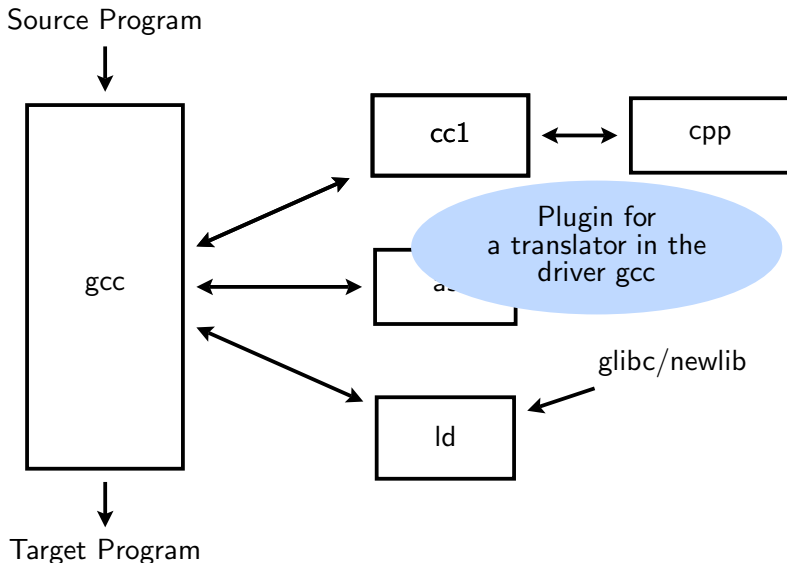 Source Program
cc1
cpp
Plugin for
a translator in the
driver gcc
gcc
glibc/newlib
ld
Target Program